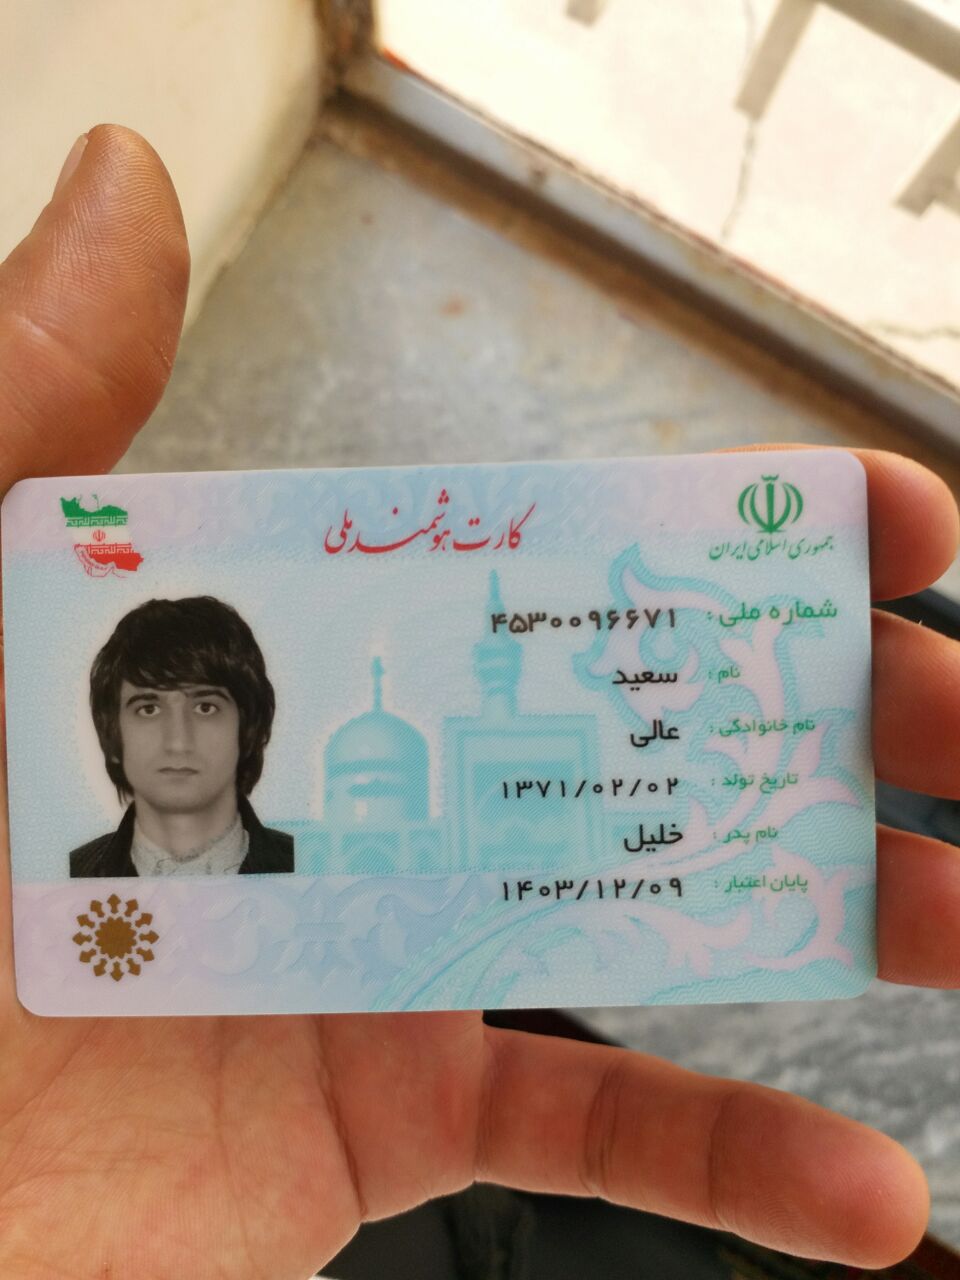 جمهوری اسلامی ایران
کارت هوشمند ملی
شماره ملی : ۴۵۳۰۰۹۶۶۷۱
نام : سعید
نام خانوادگی : عالی
تاریخ تولد : ۱۳۷۱/۰۲/۰۲
نام پدر : خلیل
پایان اعتبار : ۱۴۰۳/۱۲/۰۹